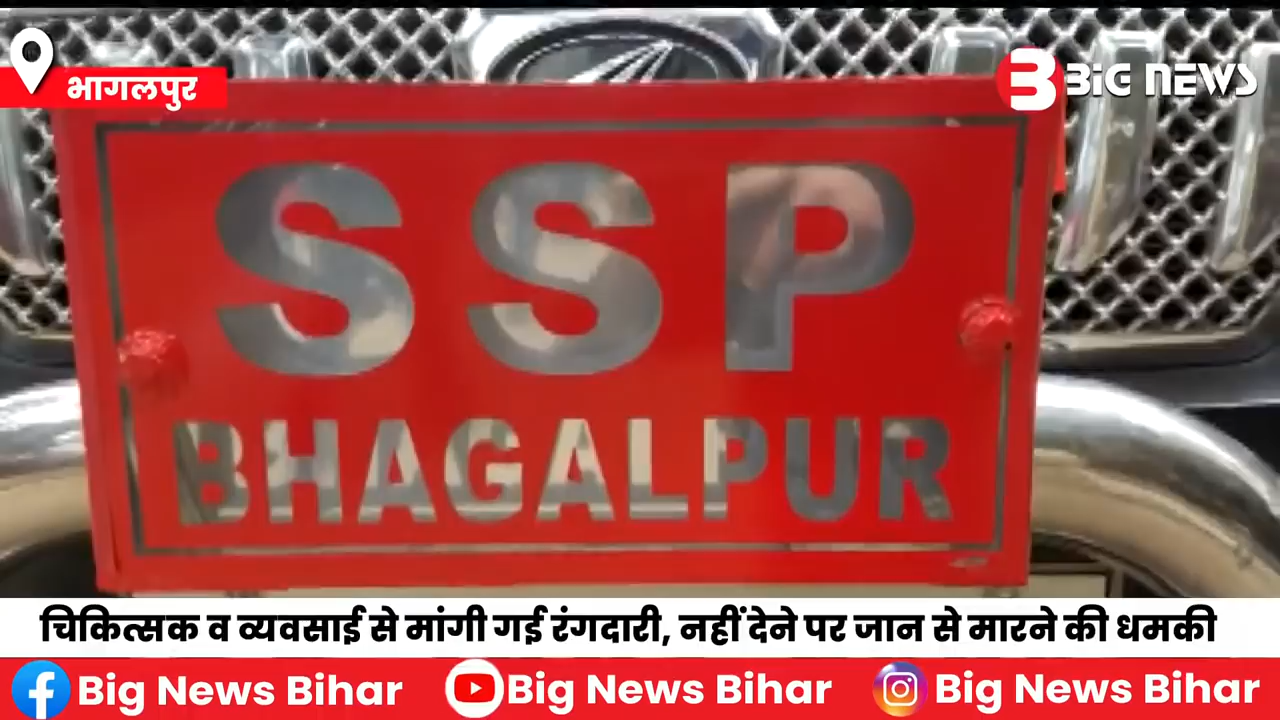 भागलपुर
BIG NEWS
SSP
BHAGALPUR
चिकित्सक व व्यवसाई से मांगी गई रंगदारी, नहीं देने पर जान से मारने की धमकी
Big News Bihar
Big News Bihar
Big News Bihar